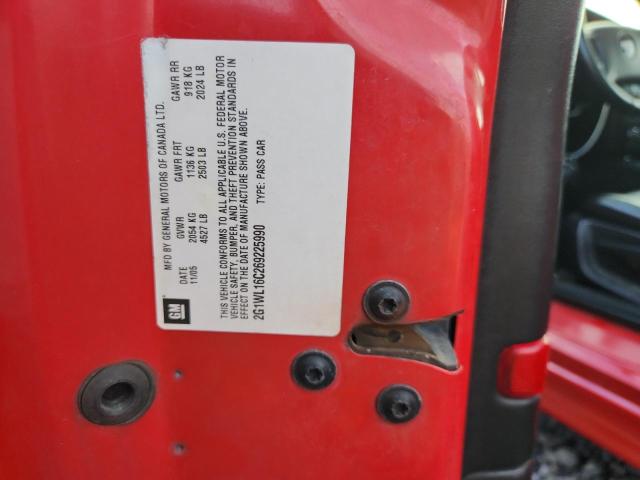 MFD BY GENERAL MOTORS OF CANADA LTD.
DATE GVWR GAWR FRT GAWR RR
11/05 2054 KG 1136 KG 918 KG
4527 LB 2503 LB 2024 LB
THIS VEHICLE CONFORMS TO ALL APPLICABLE U.S. FEDERAL MOTOR
VEHICLE SAFETY, BUMPER, AND THEFT PREVENTION STANDARDS IN
EFFECT ON THE DATE OF MANUFACTURE SHOWN ABOVE.
2G1WL16C269225990 TYPE: PASS CAR
GM